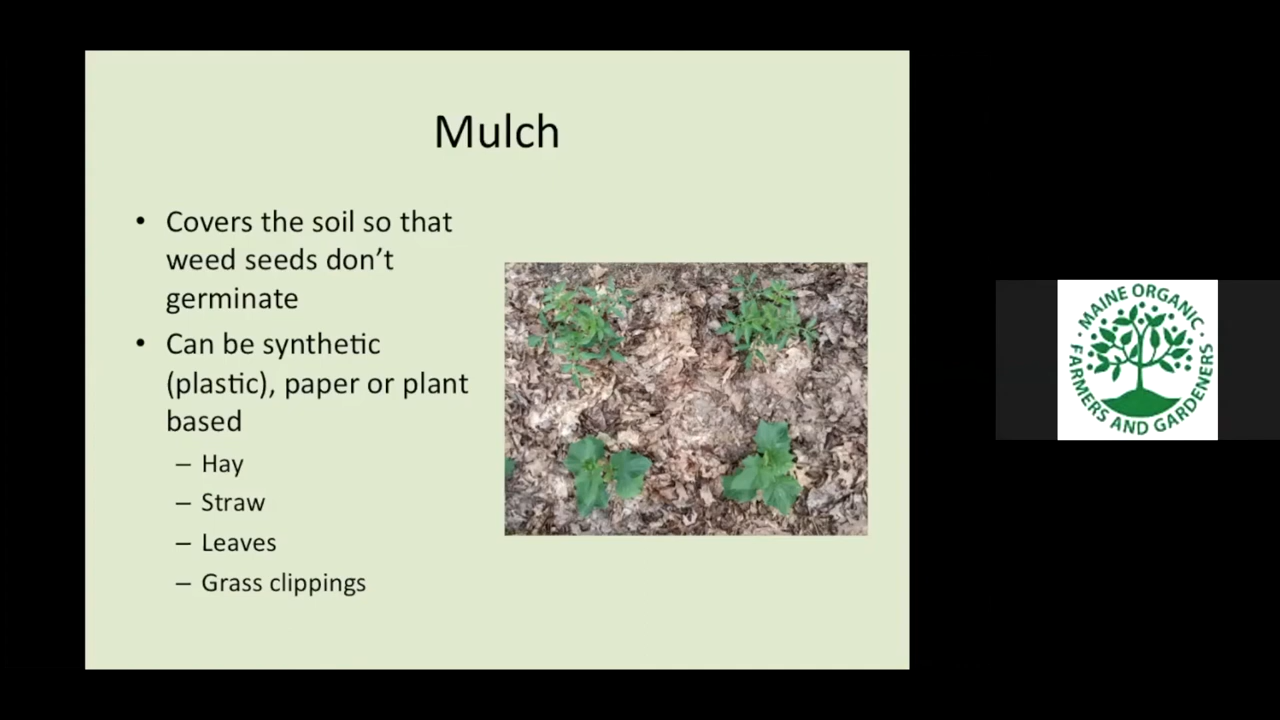 Mulch
• Covers the soil so that
weed seeds don’t
germinate
• Can be synthetic
(plastic), paper or plant
based
– Hay
– Straw
– Leaves
– Grass clippings
• MAINE ORGANIC •
FARMERS AND GARDENERS